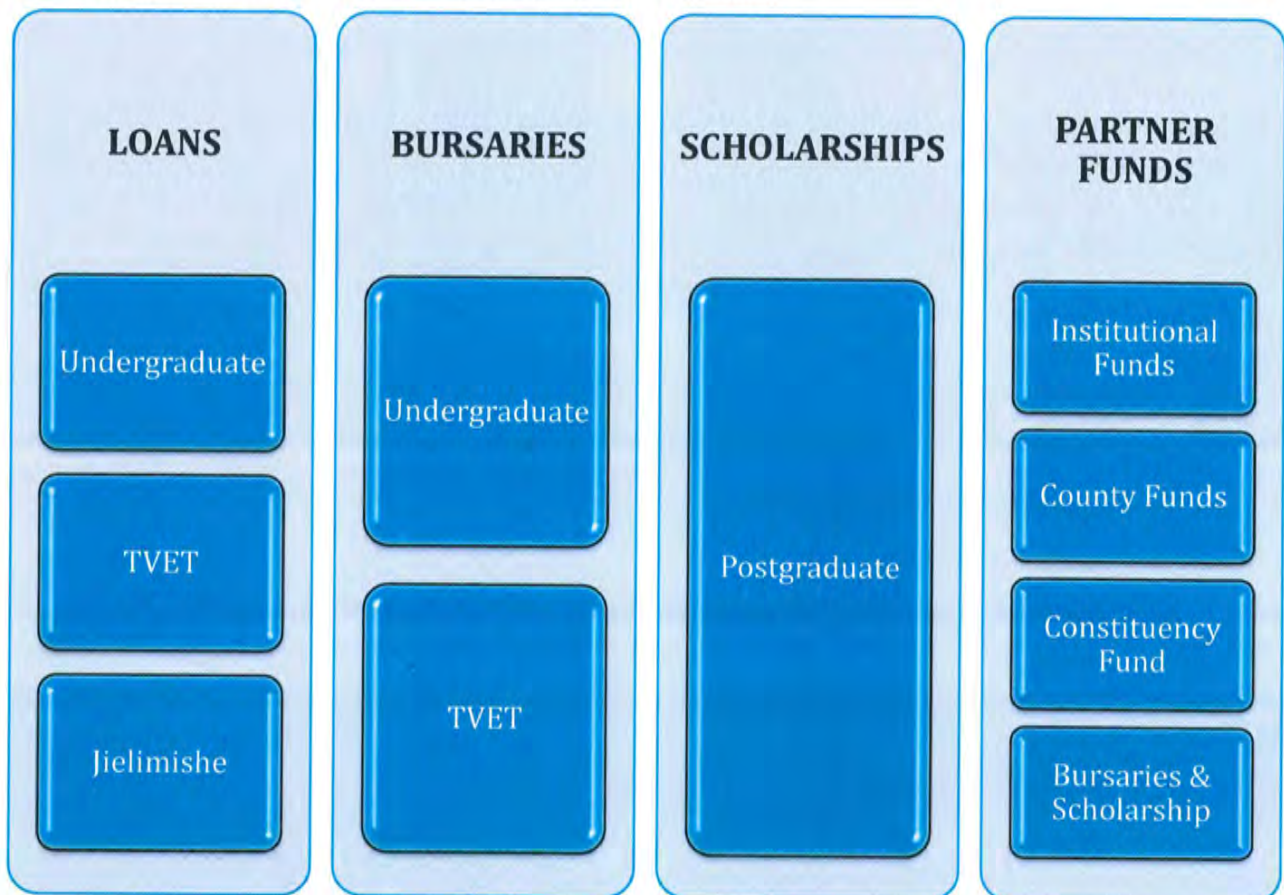 LOANS
Undergraduate
TVET
Jielimishe
BURSARIES
Undergraduate
TVET
SCHOLARSHIPS
Postgraduate
PARTNER
FUNDS
Institutional
Funds
County Funds
Constituency
Fund
Bursaries &
Scholarship